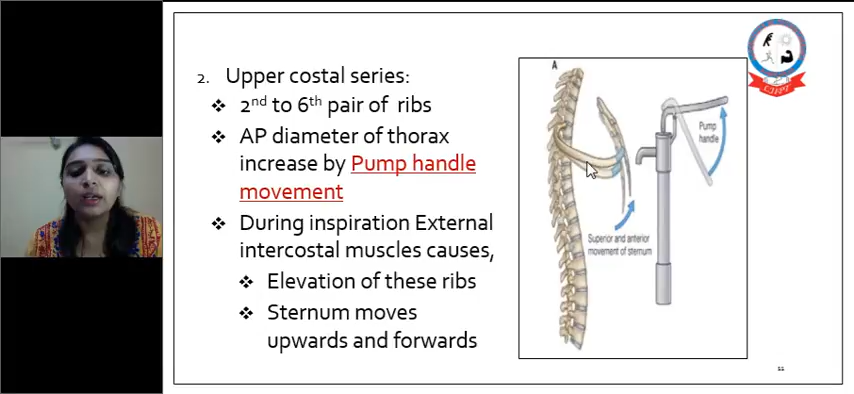 2. Upper costal series:
❖ 2nd to 6th pair of ribs
❖ AP diameter of thorax
increase by Pump handle
movement
❖ During inspiration External
intercostal muscles causes,
❖ Elevation of these ribs
❖ Sternum moves
upwards and forwards
A
Pump
handle
Superior and anterior
movement of sternum
CIIPT
11